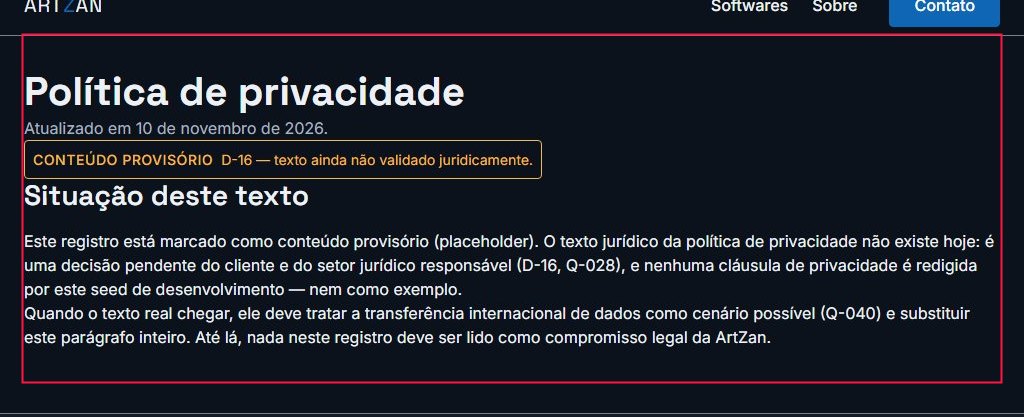 ARTZAN
Softwares Sobre Contato
Política de privacidade
Atualizado em 10 de novembro de 2026.
CONTEÚDO PROVISÓRIO D-16 — texto ainda não validado juridicamente.
Situação deste texto
Este registro está marcado como conteúdo provisório (placeholder). O texto jurídico da política de privacidade não existe hoje: é
uma decisão pendente do cliente e do setor jurídico responsável (D-16, Q-028), e nenhuma cláusula de privacidade é redigida
por este seed de desenvolvimento — nem como exemplo.
Quando o texto real chegar, ele deve tratar a transferência internacional de dados como cenário possível (Q-040) e substituir
este parágrafo inteiro. Até lá, nada neste registro deve ser lido como compromisso legal da ArtZan.